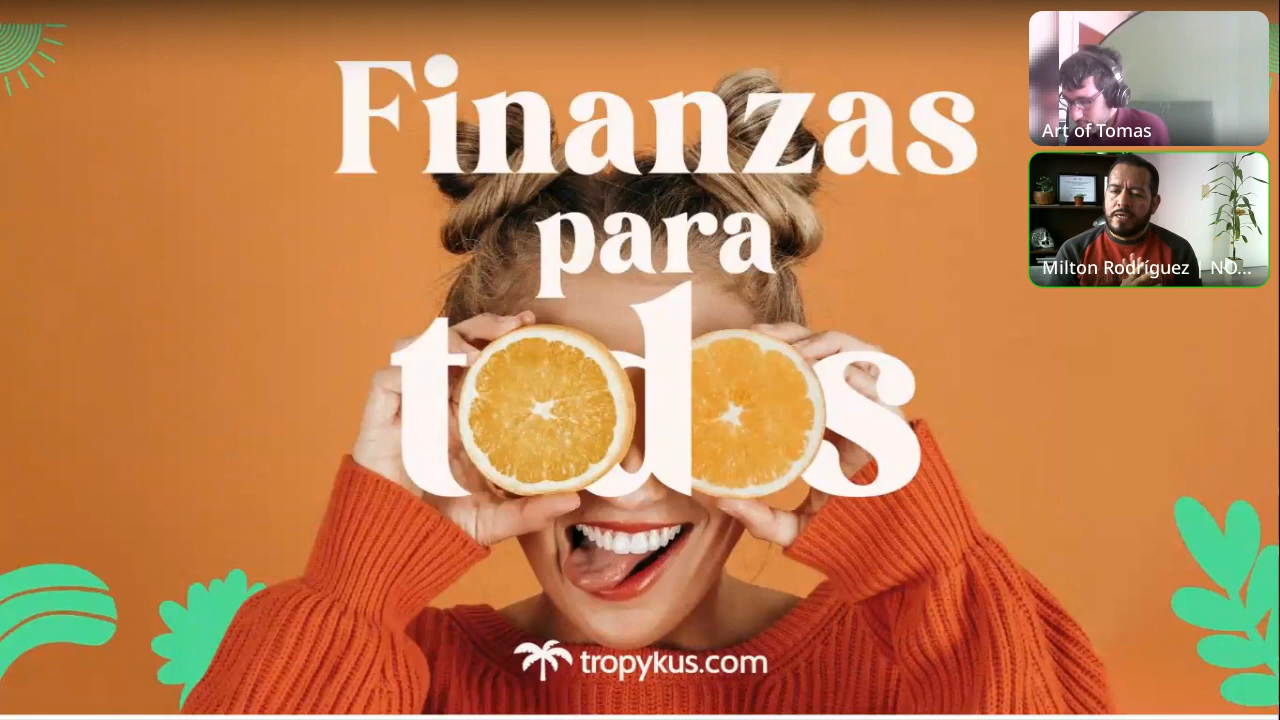 Finanzas
para
todos
tropykus.com
Art of Tomas
Milton Rodríguez | NO...